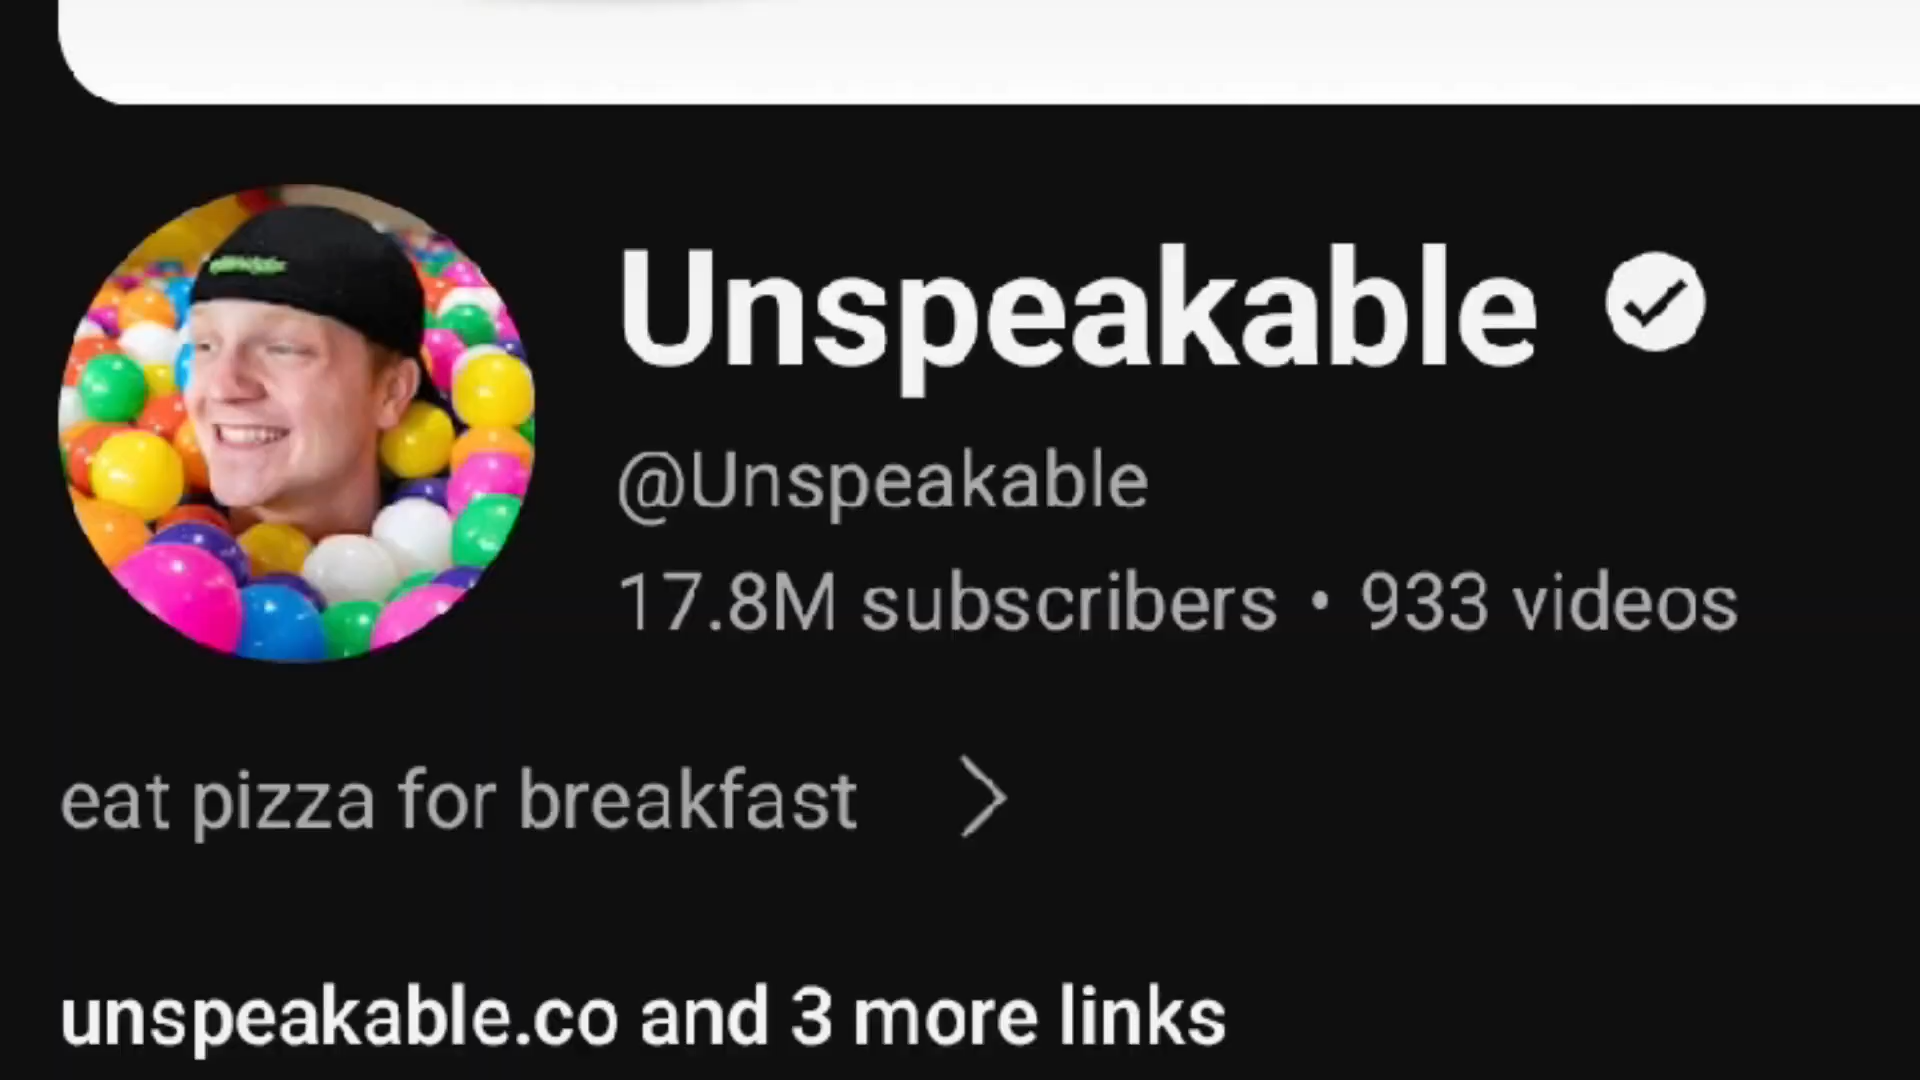 Unspeakable
@Unspeakable
17.8M subscribers • 933 videos
eat pizza for breakfast
unspeakable.co and 3 more links